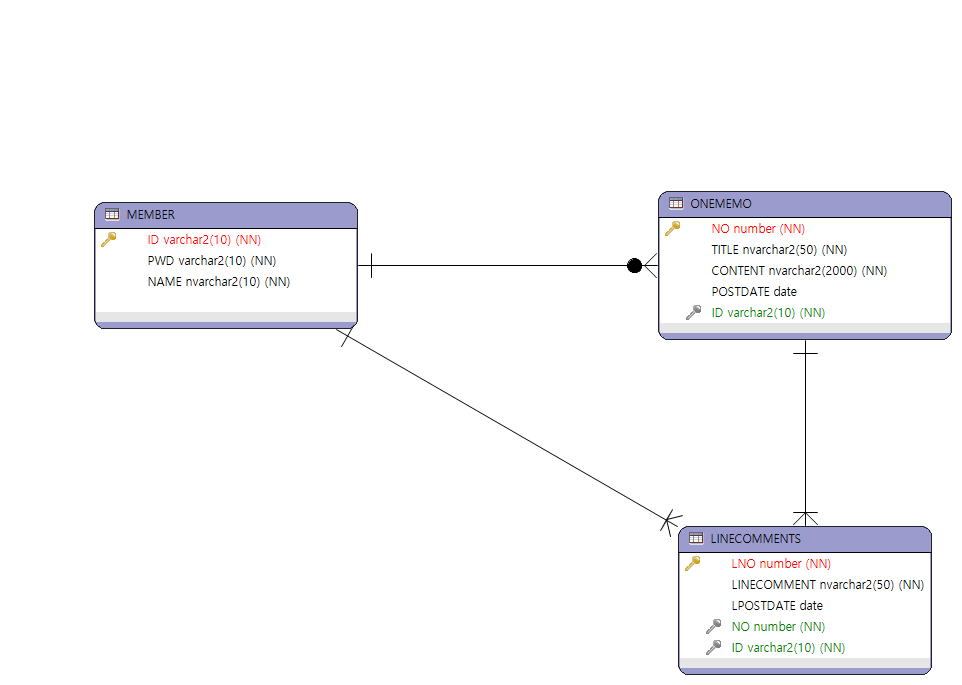 MEMBER
ID varchar2(10) (NN)
PWD varchar2(10) (NN)
NAME nvarchar2(10) (NN)
ONEMEMO
NO number (NN)
TITLE nvarchar2(50) (NN)
CONTENT nvarchar2(2000) (NN)
POSTDATE date
ID varchar2(10) (NN)
LINECOMMENTS
LNO number (NN)
LINECOMMENT nvarchar2(50) (NN)
LPOSTDATE date
NO number (NN)
ID varchar2(10) (NN)